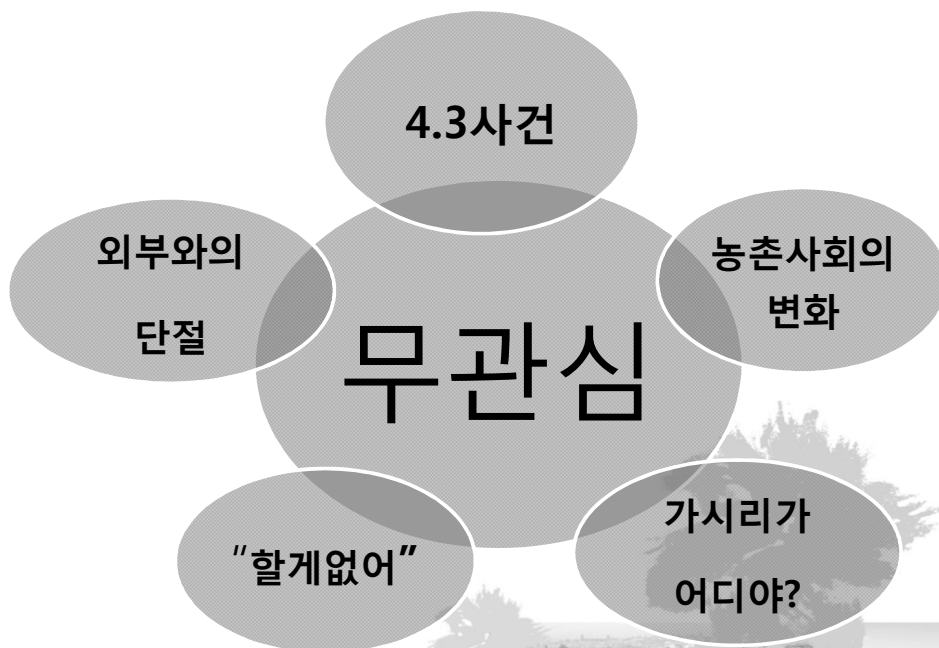 4.3사건
외부와의
단절
농촌사회의
변화
무관심
"할게없어"
가시리가
어디야?